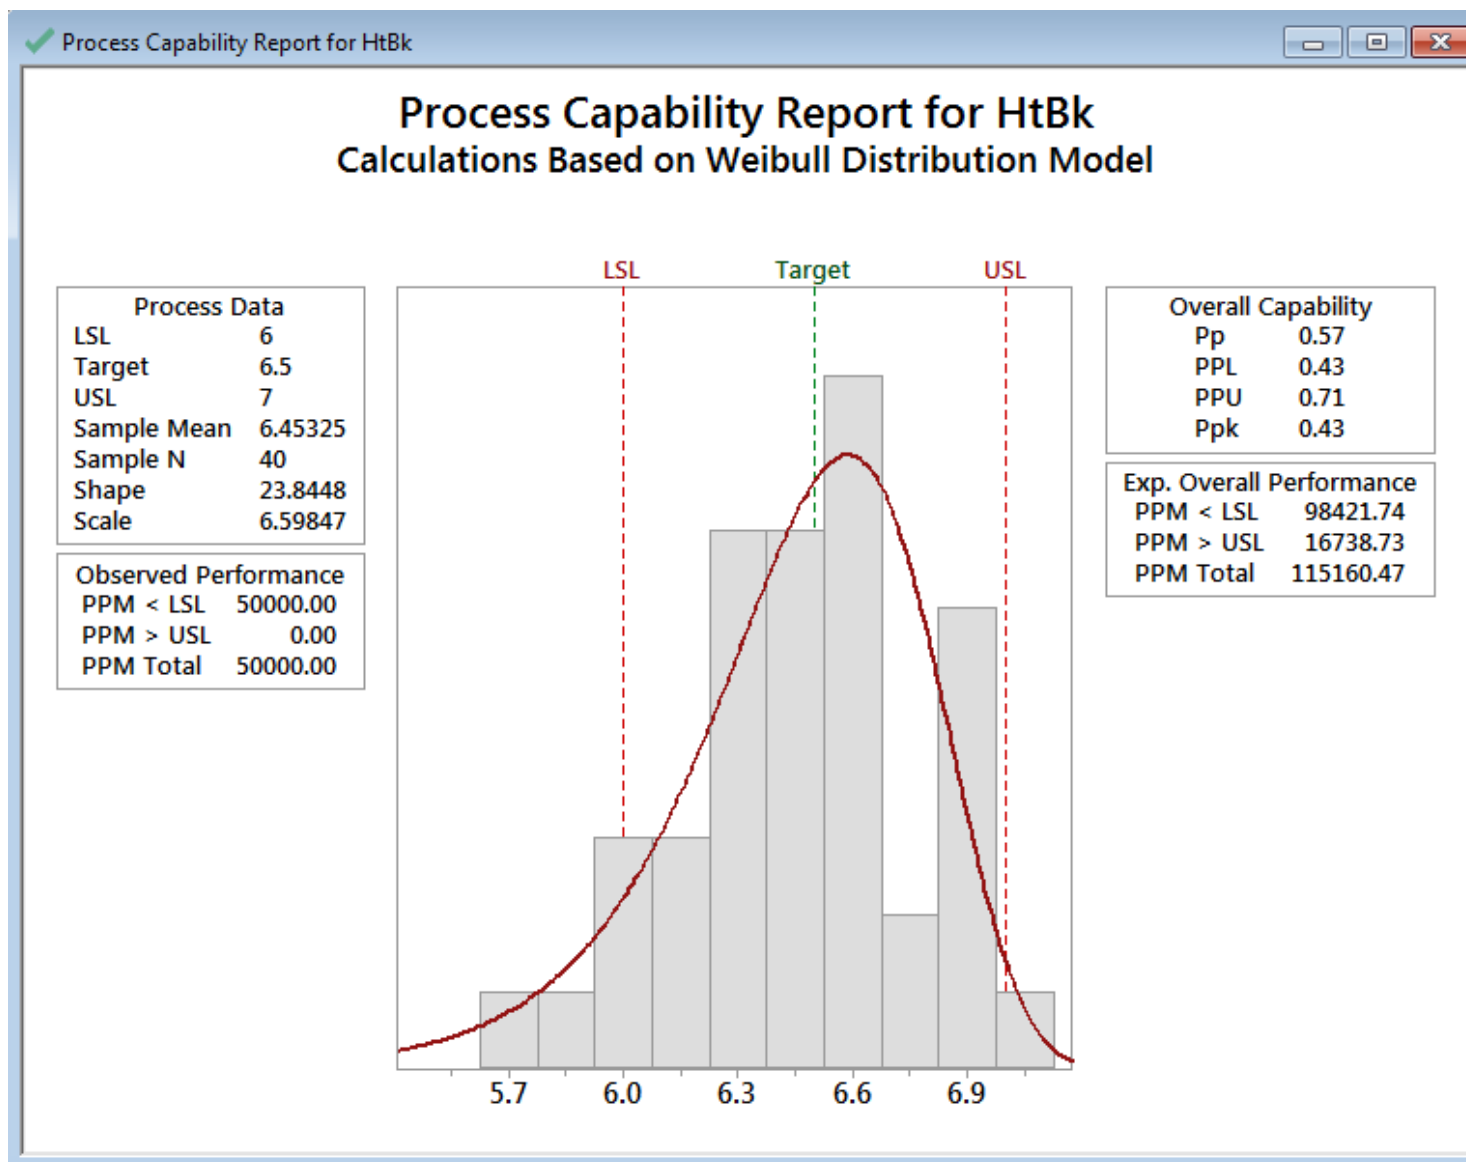 Process Capability Report for HtBk
Process Capability Report for HtBk
Calculations Based on Weibull Distribution Model
LSL Target USL
Process Data
LSL 6
Target 6.5
USL 7
Sample Mean 6.45325
Sample N 40
Shape 23.8448
Scale 6.59847
Observed Performance
PPM < LSL 50000.00
PPM > USL 0.00
PPM Total 50000.00
Overall Capability
Pp 0.57
PPL 0.43
PPU 0.71
Ppk 0.43
Exp. Overall Performance
PPM < LSL 98421.74
PPM > USL 16738.73
PPM Total 115160.47
5.7 6.0 6.3 6.6 6.9